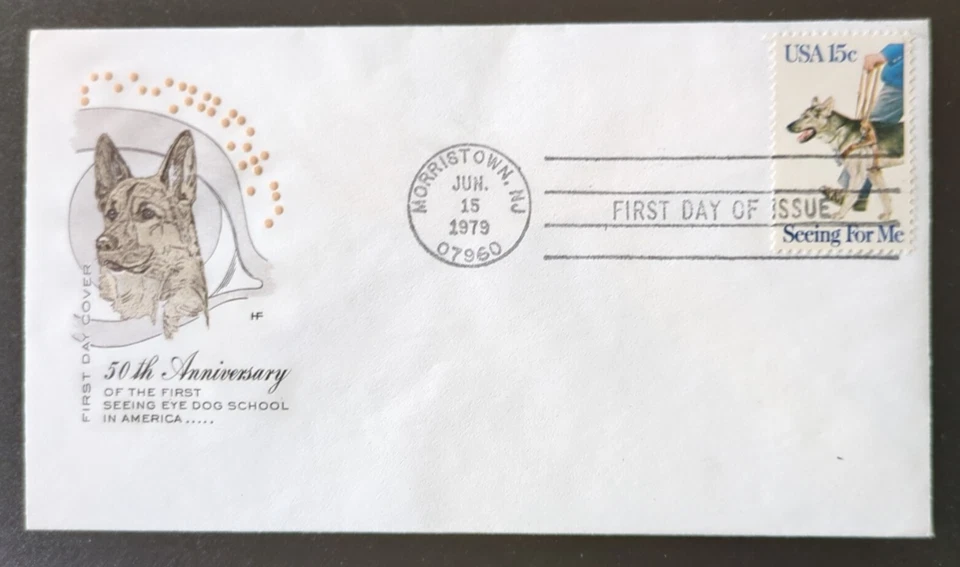 USA 15c
MORRISTOWN, NJ
JUN.
15
1979
07960
FIRST DAY OF ISSUE
Seeing For Me
FIRST DAY COVER
HF
50th Anniversary
OF THE FIRST
SEEING EYE DOG SCHOOL
IN AMERICA.....